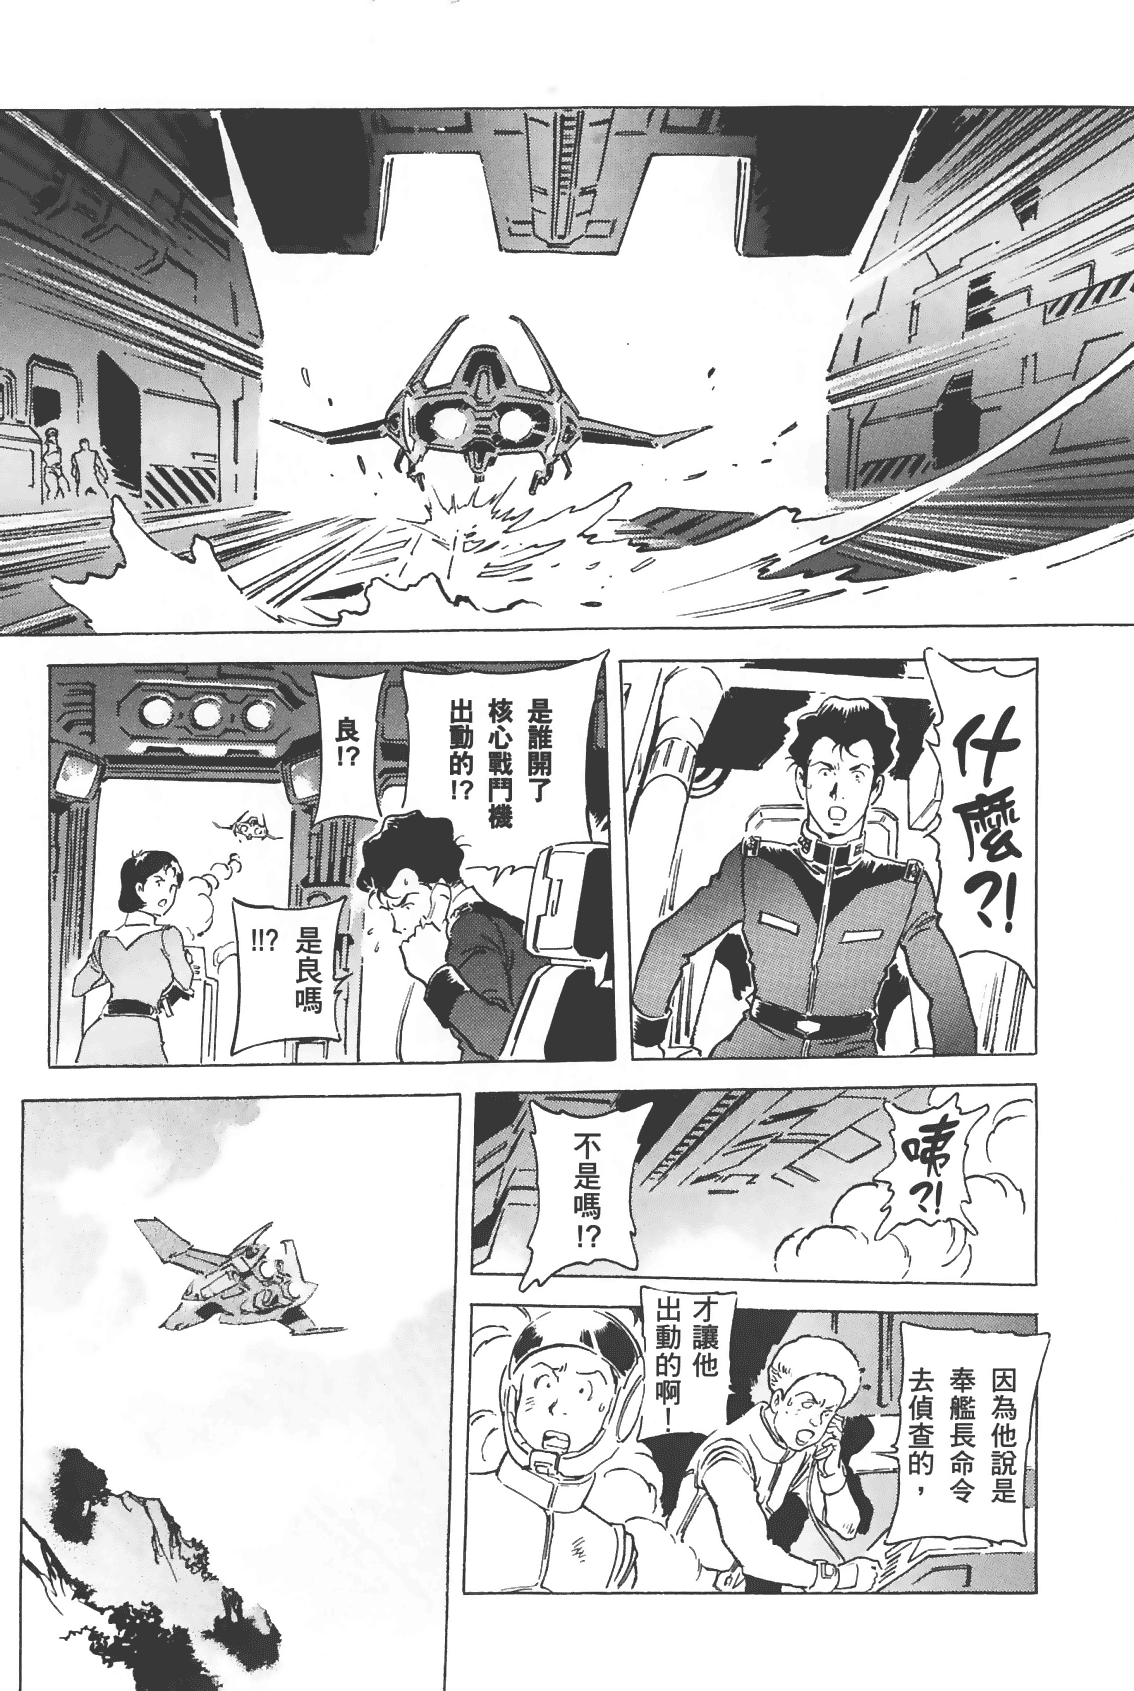 什麼?!
是誰開了
核心戰鬥機
出動的!?
良!?
是良嗎
!!?
咦?!
不是嗎!?
因為他說是
奉艦長命令
去偵查的，
才讓他
出動的啊！